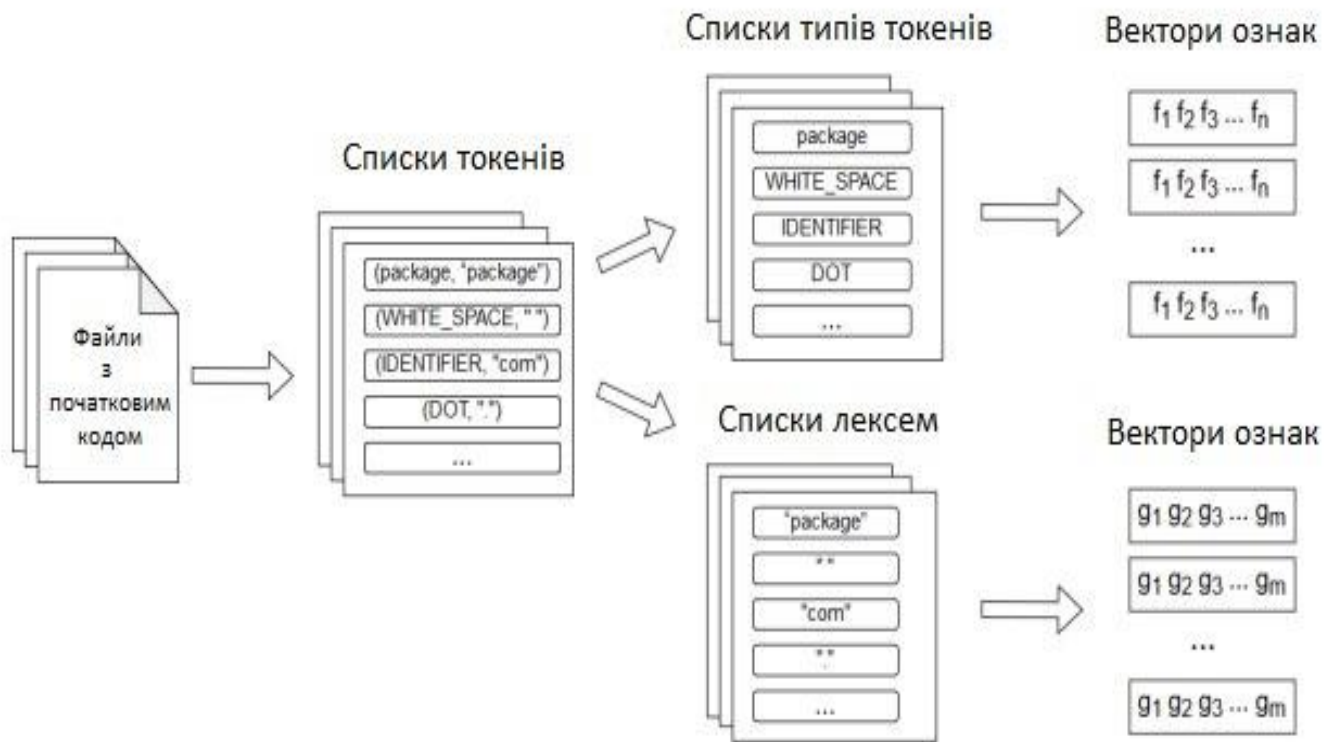 Файли
з
початковим
кодом
Списки токенів
(package, "package")
(WHITE_SPACE, " ")
(IDENTIFIER, "com")
(DOT, ".")
...
Списки типів токенів
package
WHITE_SPACE
IDENTIFIER
DOT
...
Вектори ознак
f1 f2 f3 ... fn
f1 f2 f3 ... fn
...
f1 f2 f3 ... fn
Списки лексем
"package"
" "
"com"
"."
...
Вектори ознак
g1 g2 g3 ... gm
g1 g2 g3 ... gm
...
g1 g2 g3 ... gm